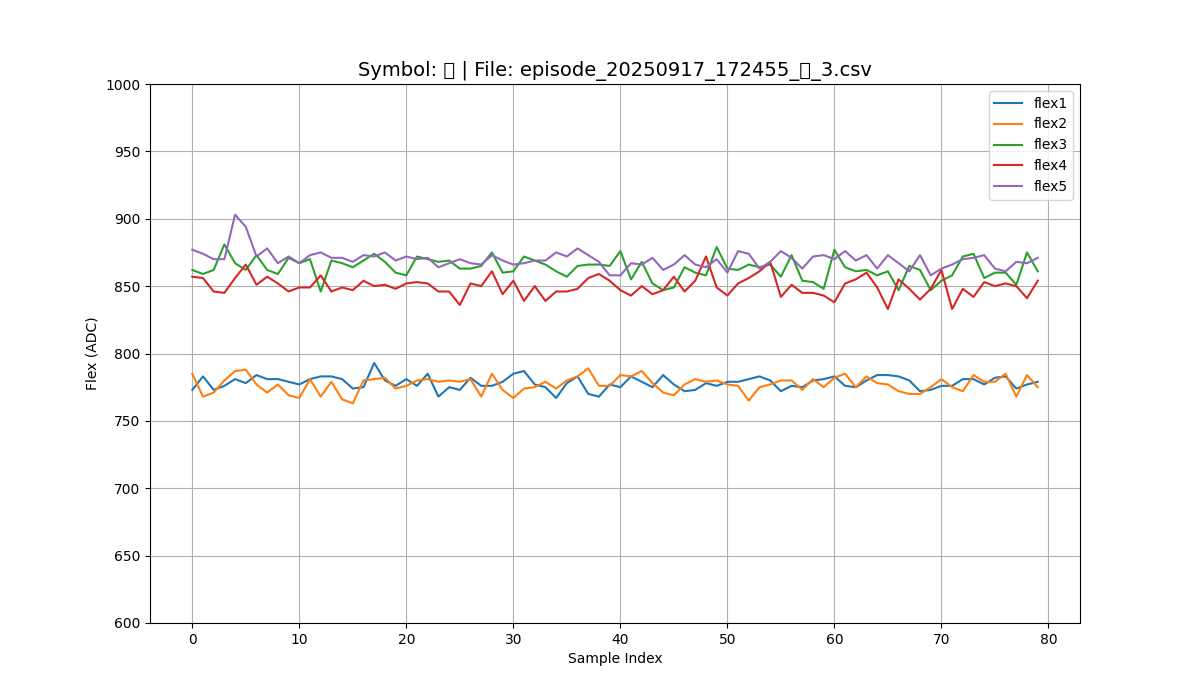 Symbol: ▯ | File: episode_20250917_172455_▯_3.csv
1000
950
900
850
800
750
700
650
600
Flex (ADC)
0 10 20 30 40 50 60 70 80
Sample Index
flex1
flex2
flex3
flex4
flex5